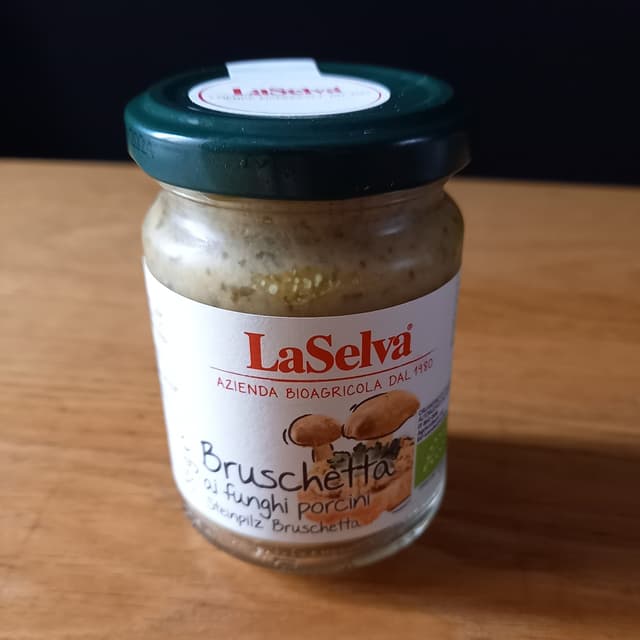 LaSelva
LaSelva®
AZIENDA BIOAGRICOLA DAL 1980
Bruschetta
ai funghi porcini
Steinpilz Bruschetta